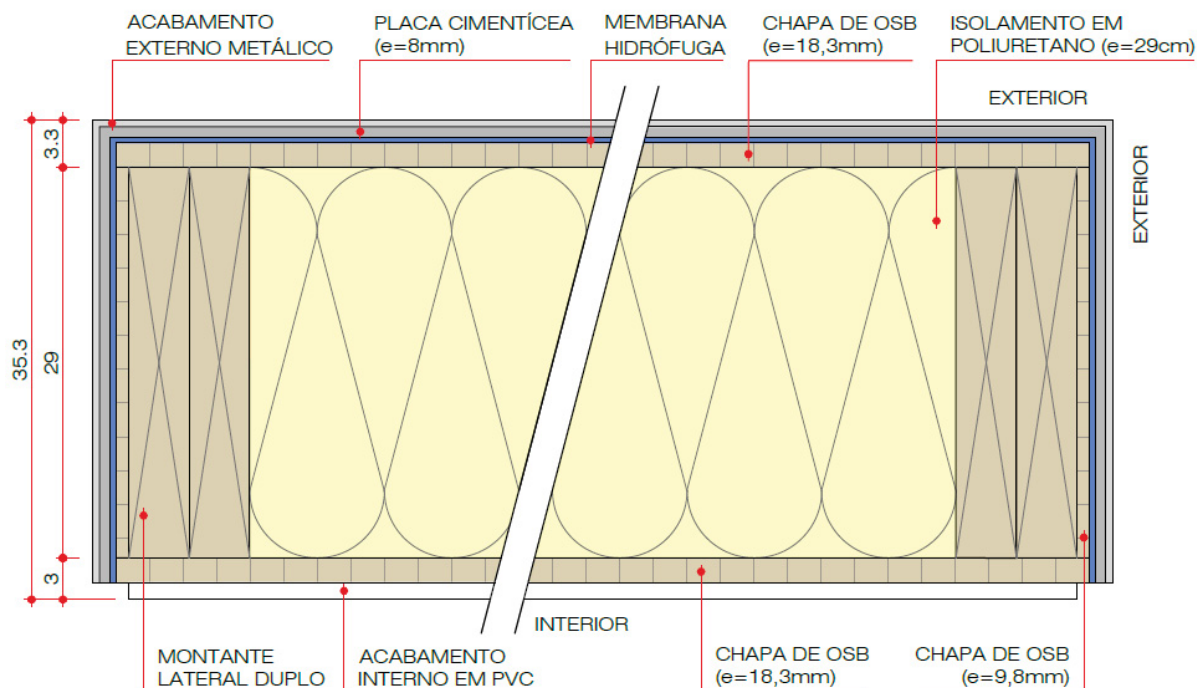 ACABAMENTO
EXTERNO METÁLICO
PLACA CIMENTÍCEA
(e=8mm)
MEMBRANA
HIDRÓFUGA
CHAPA DE OSB
(e=18,3mm)
ISOLAMENTO EM
POLIURETANO (e=29cm)
EXTERIOR
EXTERIOR
3.3
29
35.3
3
INTERIOR
MONTANTE
LATERAL DUPLO
ACABAMENTO
INTERNO EM PVC
CHAPA DE OSB
(e=18,3mm)
CHAPA DE OSB
(e=9,8mm)